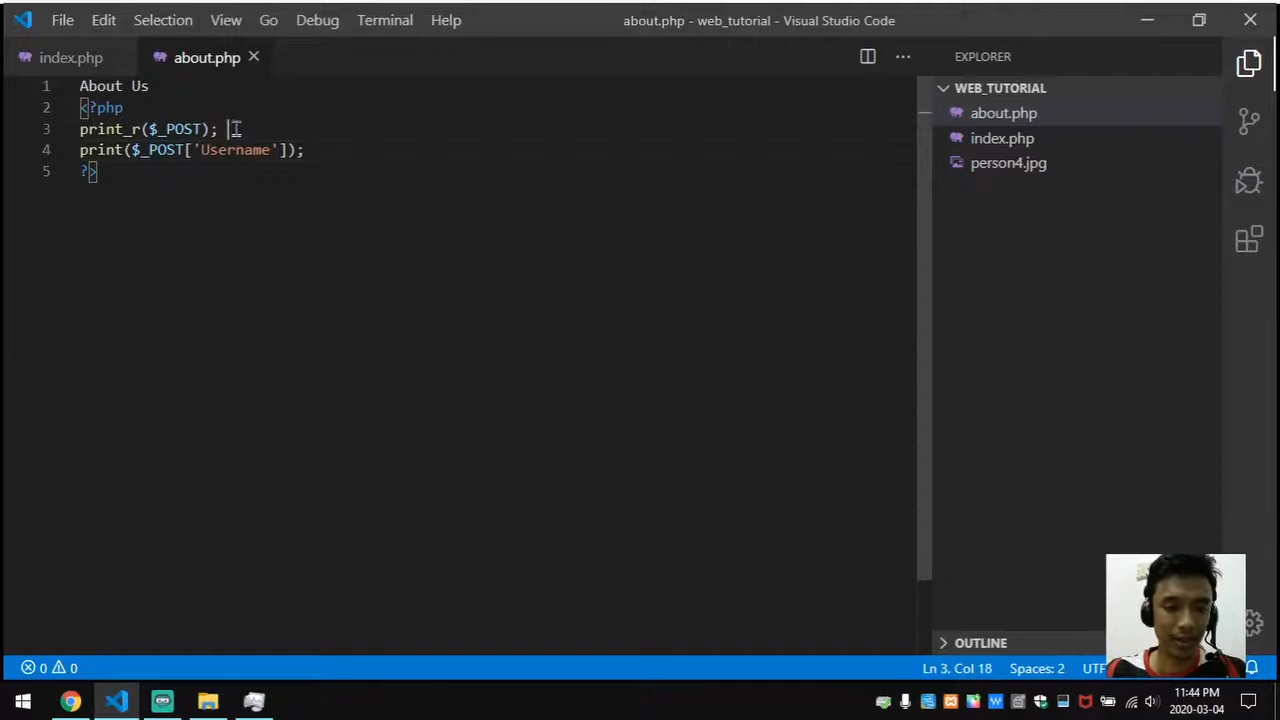 File Edit Selection View Go Debug Terminal Help
about.php - web_tutorial - Visual Studio Code
index.php
about.php
EXPLORER
1 About Us
2 <?php
3 print_r($_POST);
4 print($_POST['Username']);
5 ?>
WEB_TUTORIAL
about.php
index.php
person4.jpg
OUTLINE
0 0
Ln 3, Col 18
Spaces: 2
UTF
11:44 PM
2020-03-04